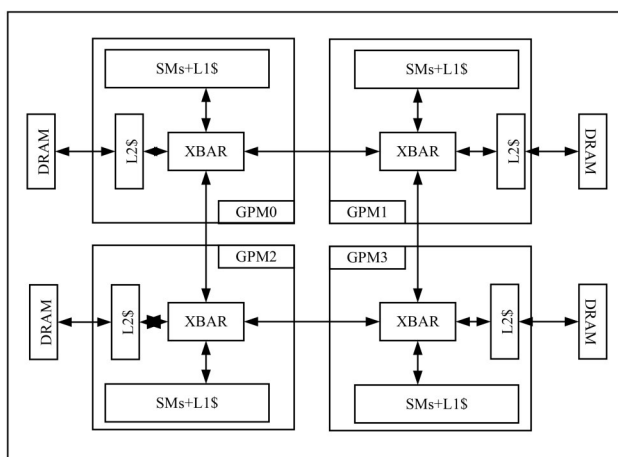 SMs+L1$
SMs+L1$
DRAM
L2$
XBAR
XBAR
L2$
DRAM
GPM0
GPM1
GPM2
GPM3
DRAM
L2$
XBAR
XBAR
L2$
DRAM
SMs+L1$
SMs+L1$